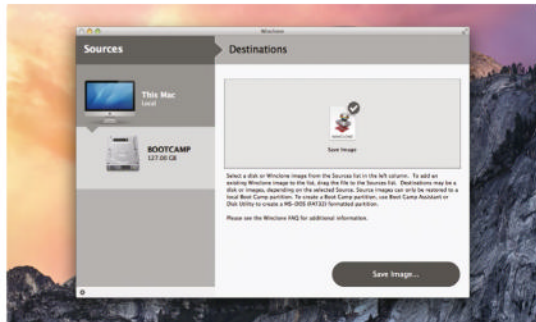 Winclone
Sources
Destinations
This Mac
Local
BOOTCAMP
127.00 GB
WINCLONE
Save Image
Select a disk or Winclone image from the Sources list in the left column. To add an
existing Winclone image to the list, drag the file to the Sources list. Destinations may be a
disk or images, depending on the selected Source. Source images can only be restored to a
local Boot Camp partition. To create a Boot Camp partition, use Boot Camp Assistant or
Disk Utility to create a MS-DOS (FAT32) formatted partition.
Please see the Winclone FAQ for additional information.
Save Image...